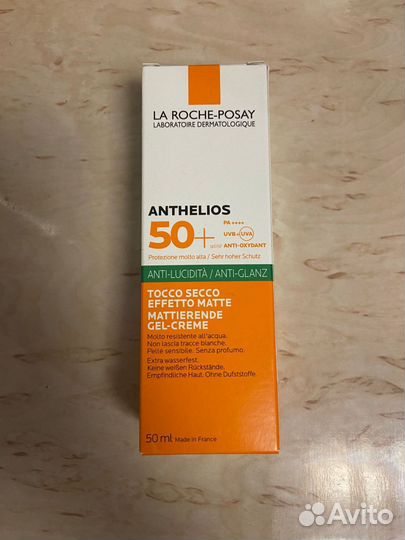 LA ROCHE-POSAY
LABORATOIRE DERMATOLOGIQUE
ANTHELIOS
50+
PA ++++
UVB+UVA
ANTI-OXYDANT
Protezione molto alta / Sehr hoher Schutz
ANTI-LUCIDITÀ / ANTI-GLANZ
TOCCO SECCO
EFFETTO MATTE
MATTIERENDE
GEL-CREME
Molto resistente all'acqua.
Non lascia tracce bianche.
Pelle sensibile. Senza profumo.
Extra wasserfest.
Keine weißen Rückstände.
Empfindliche Haut. Ohne Dufststoffe.
50 ml Made in France
Avito